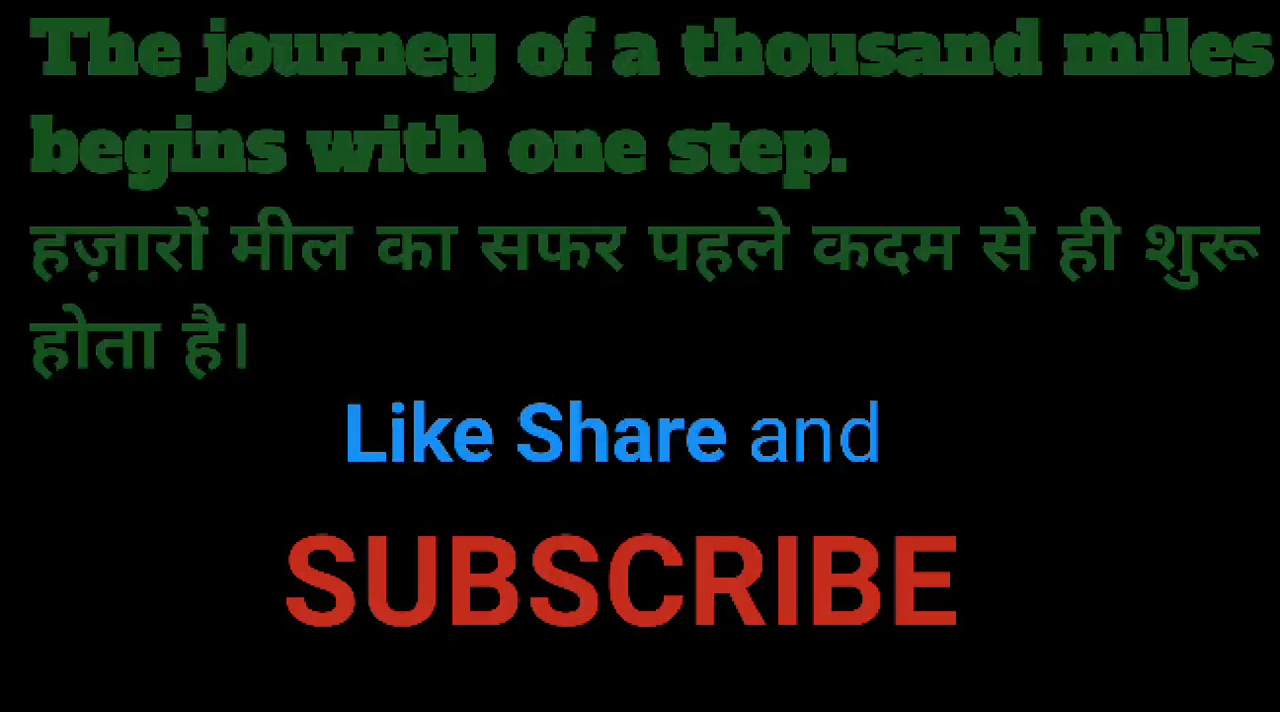 The journey of a thousand miles
begins with one step.
हज़ारों मील का सफर पहले कदम से ही शुरू
होता है।
Like Share and
SUBSCRIBE